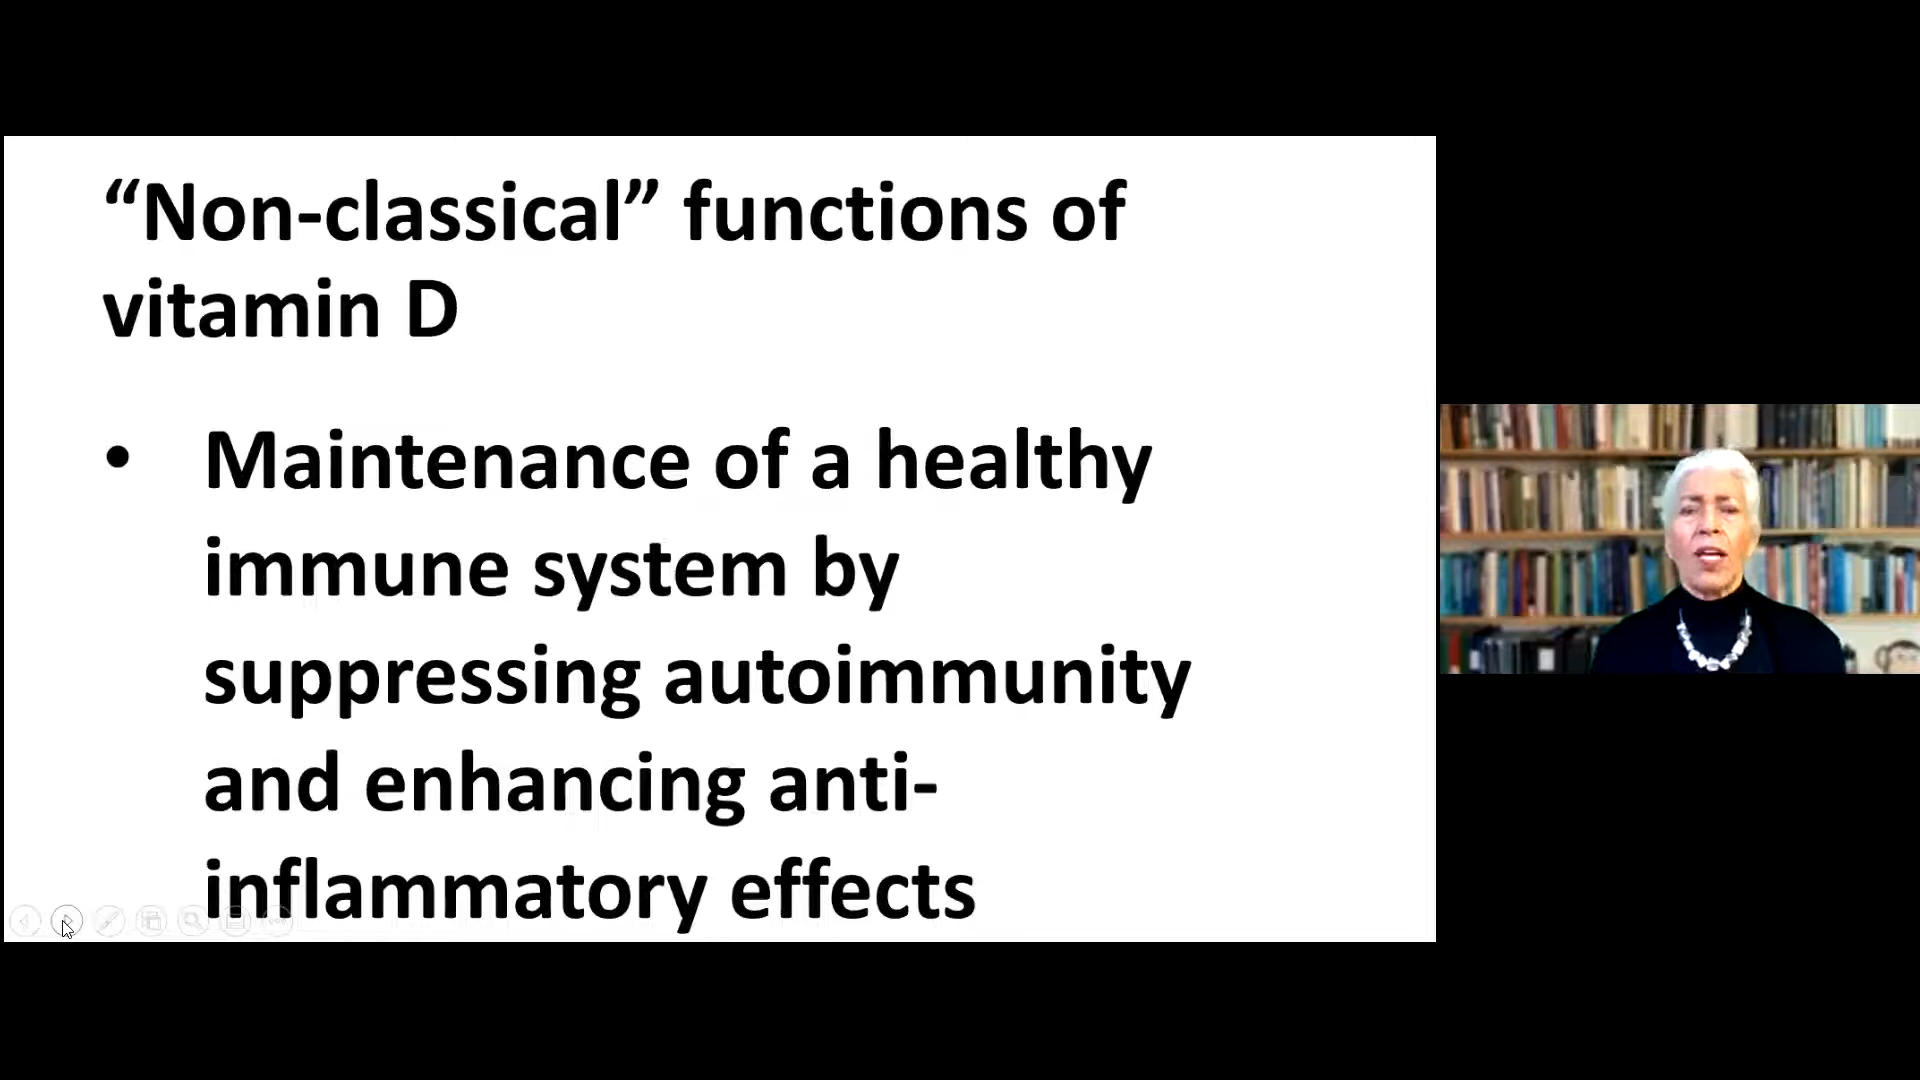 “Non-classical” functions of
vitamin D
• Maintenance of a healthy
immune system by
suppressing autoimmunity
and enhancing anti-
inflammatory effects